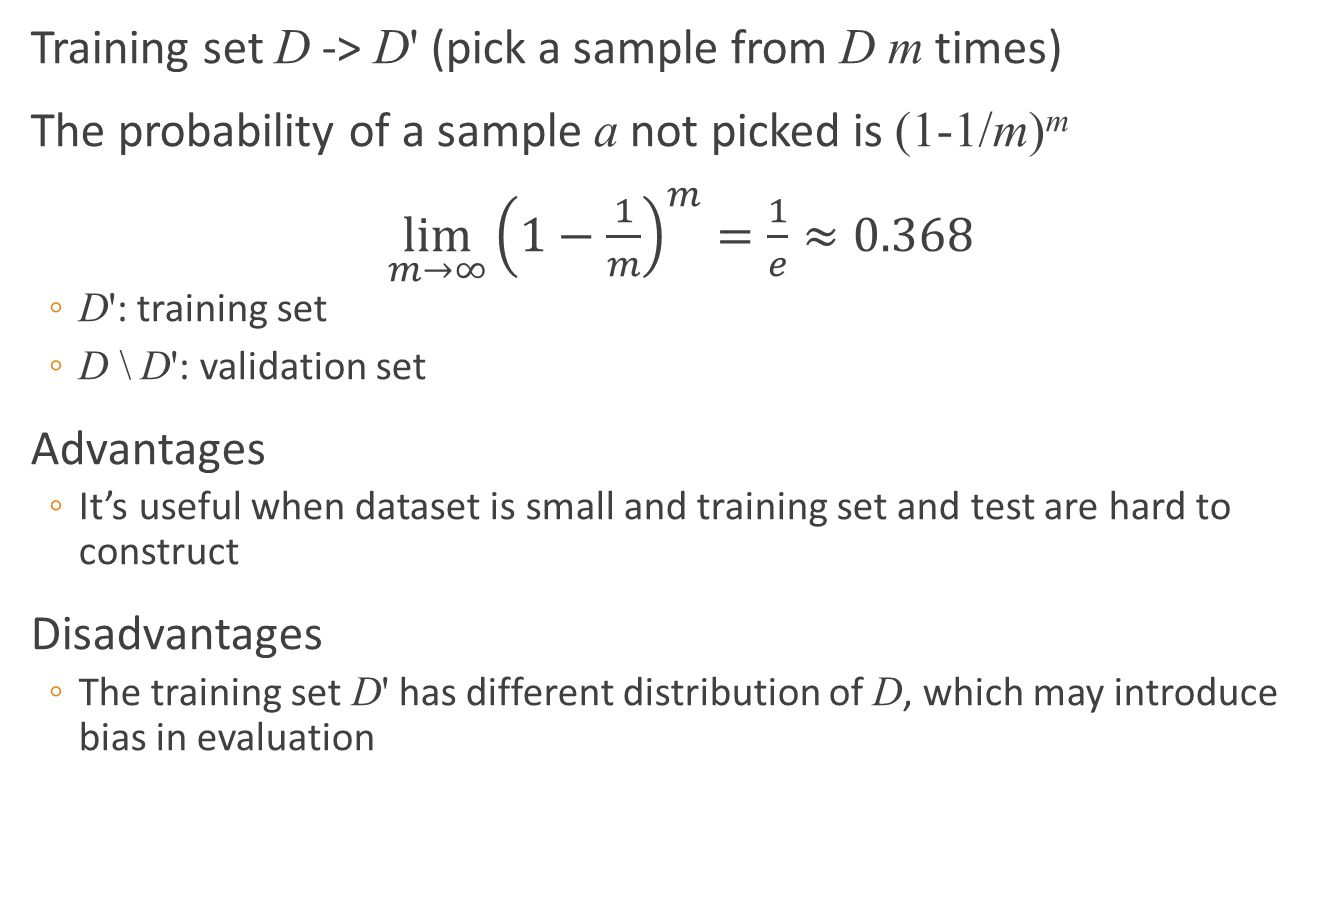 Training set D -> D' (pick a sample from D m times)
The probability of a sample a not picked is (1-1/m)^m
lim_{m→∞} (1 − 1/m)^m = 1/e ≈ 0.368
◦ D': training set
◦ D \ D': validation set
Advantages
◦ It’s useful when dataset is small and training set and test are hard to
construct
Disadvantages
◦ The training set D' has different distribution of D, which may introduce
bias in evaluation